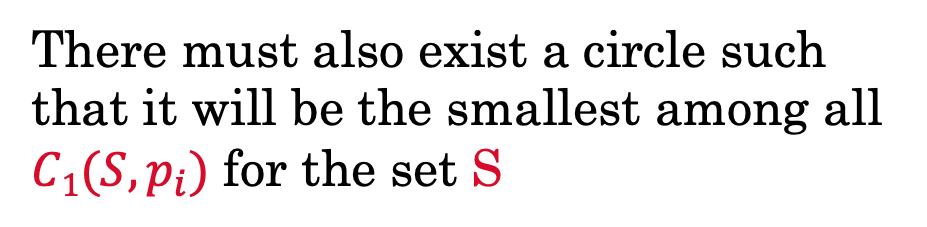 There must also exist a circle such
that it will be the smallest among all
C₁(S, pᵢ) for the set S